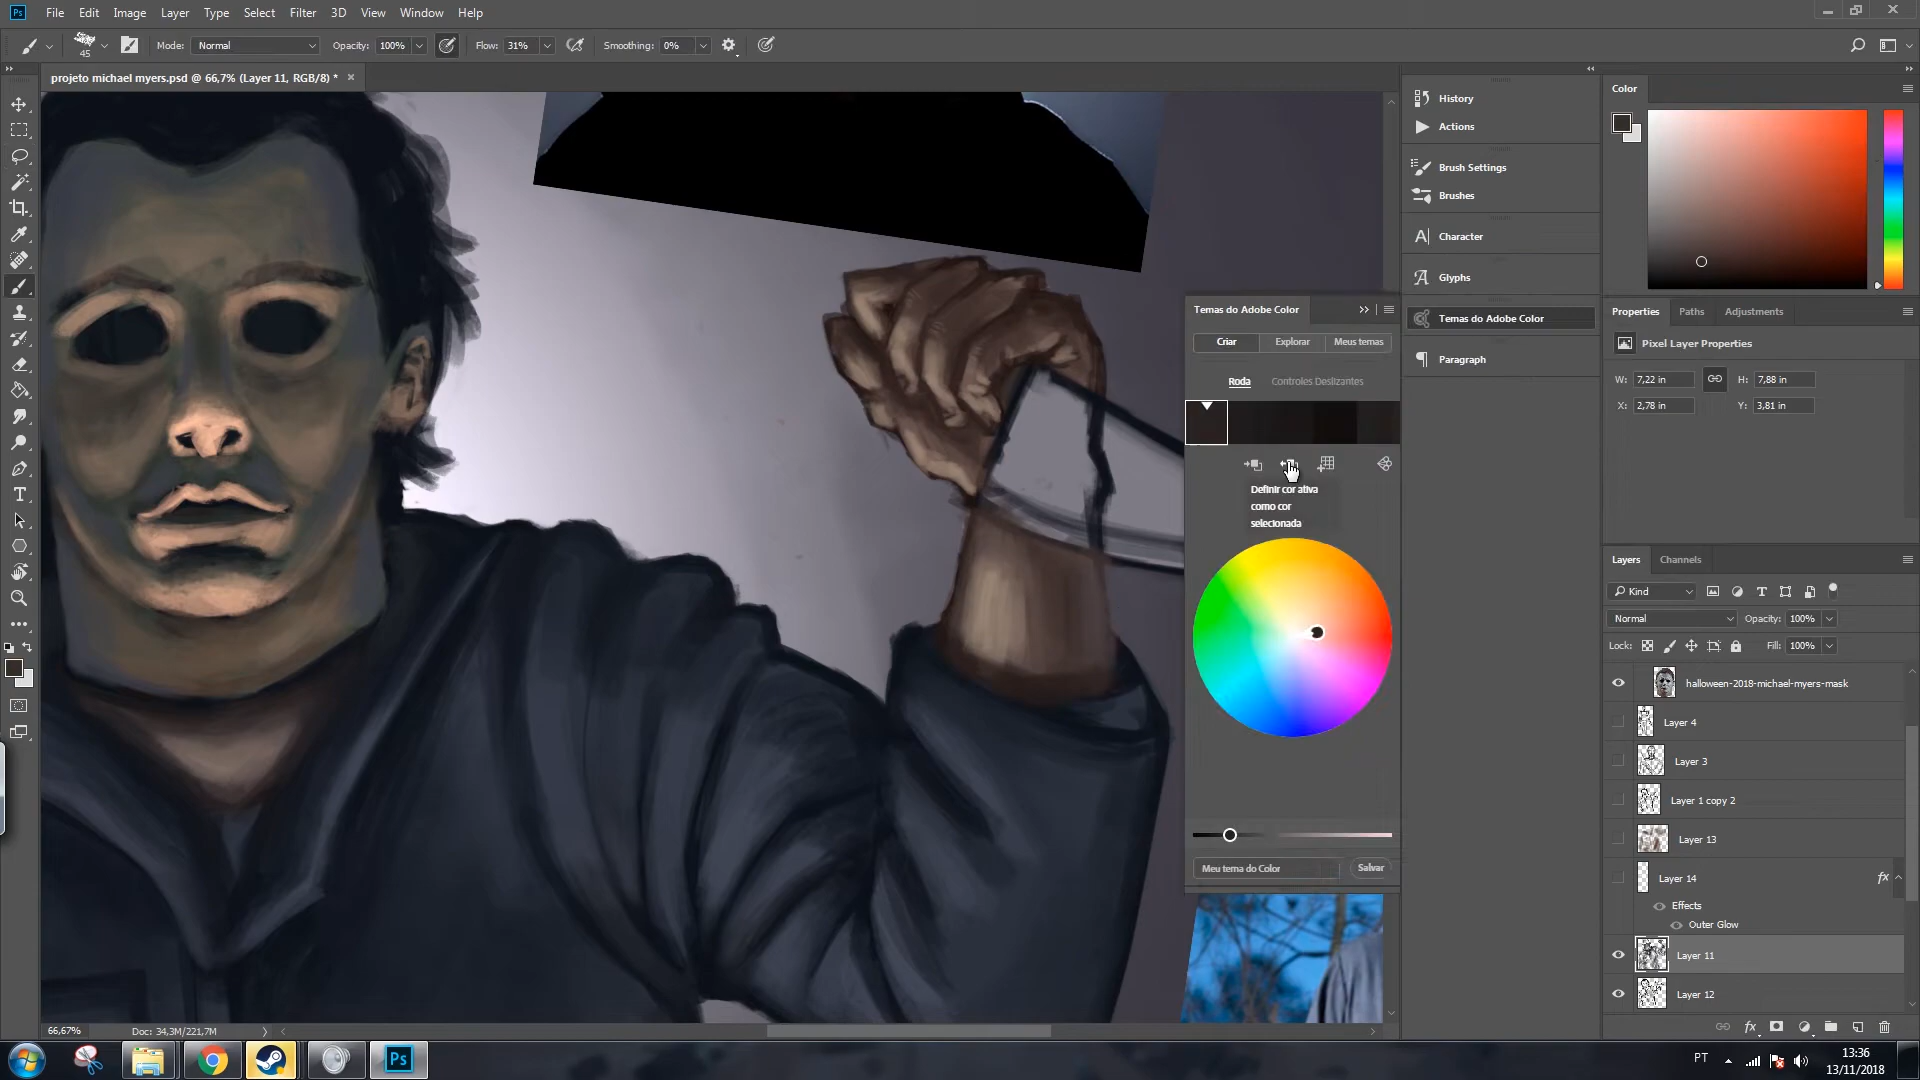 Ps File Edit Image Layer Type Select Filter 3D View Window Help
45 Mode: Normal Opacity: 100% Flow: 31% Smoothing: 0%
projeto michael myers.psd @ 66,7% (Layer 11, RGB/8) *
History
Actions
Brush Settings
Brushes
Character
Glyphs
Temas do Adobe Color
Paragraph
Temas do Adobe Color
Criar Explorar Meus temas
Roda Controles Deslizantes
Definir cor ativa
como cor
selecionada
Meu tema do Color Salvar
Color
Properties Paths Adjustments
Pixel Layer Properties
W: 7,22 in H: 7,88 in
X: 2,78 in Y: 3,81 in
Layers Channels
Kind
Normal Opacity: 100%
Lock: Fill: 100%
halloween-2018-michael-myers-mask
Layer 4
Layer 3
Layer 1 copy 2
Layer 13
Layer 14 fx
Effects
Outer Glow
Layer 11
Layer 12
fx
66,67% Doc: 34,3M/221,7M
Ps
PT
13:36
13/11/2018